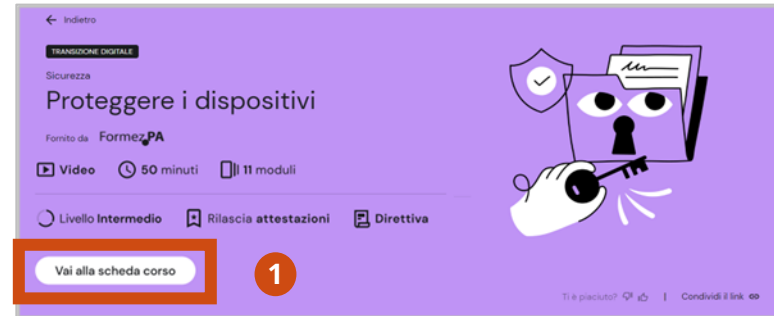 ← Indietro
TRANSIZIONE DIGITALE
Sicurezza
Proteggere i dispositivi
Fornito da FormezPA
Video 50 minuti 11 moduli
Livello Intermedio Rilascia attestazioni Direttiva
Vai alla scheda corso
1
Ti è piaciuto? | Condividi il link